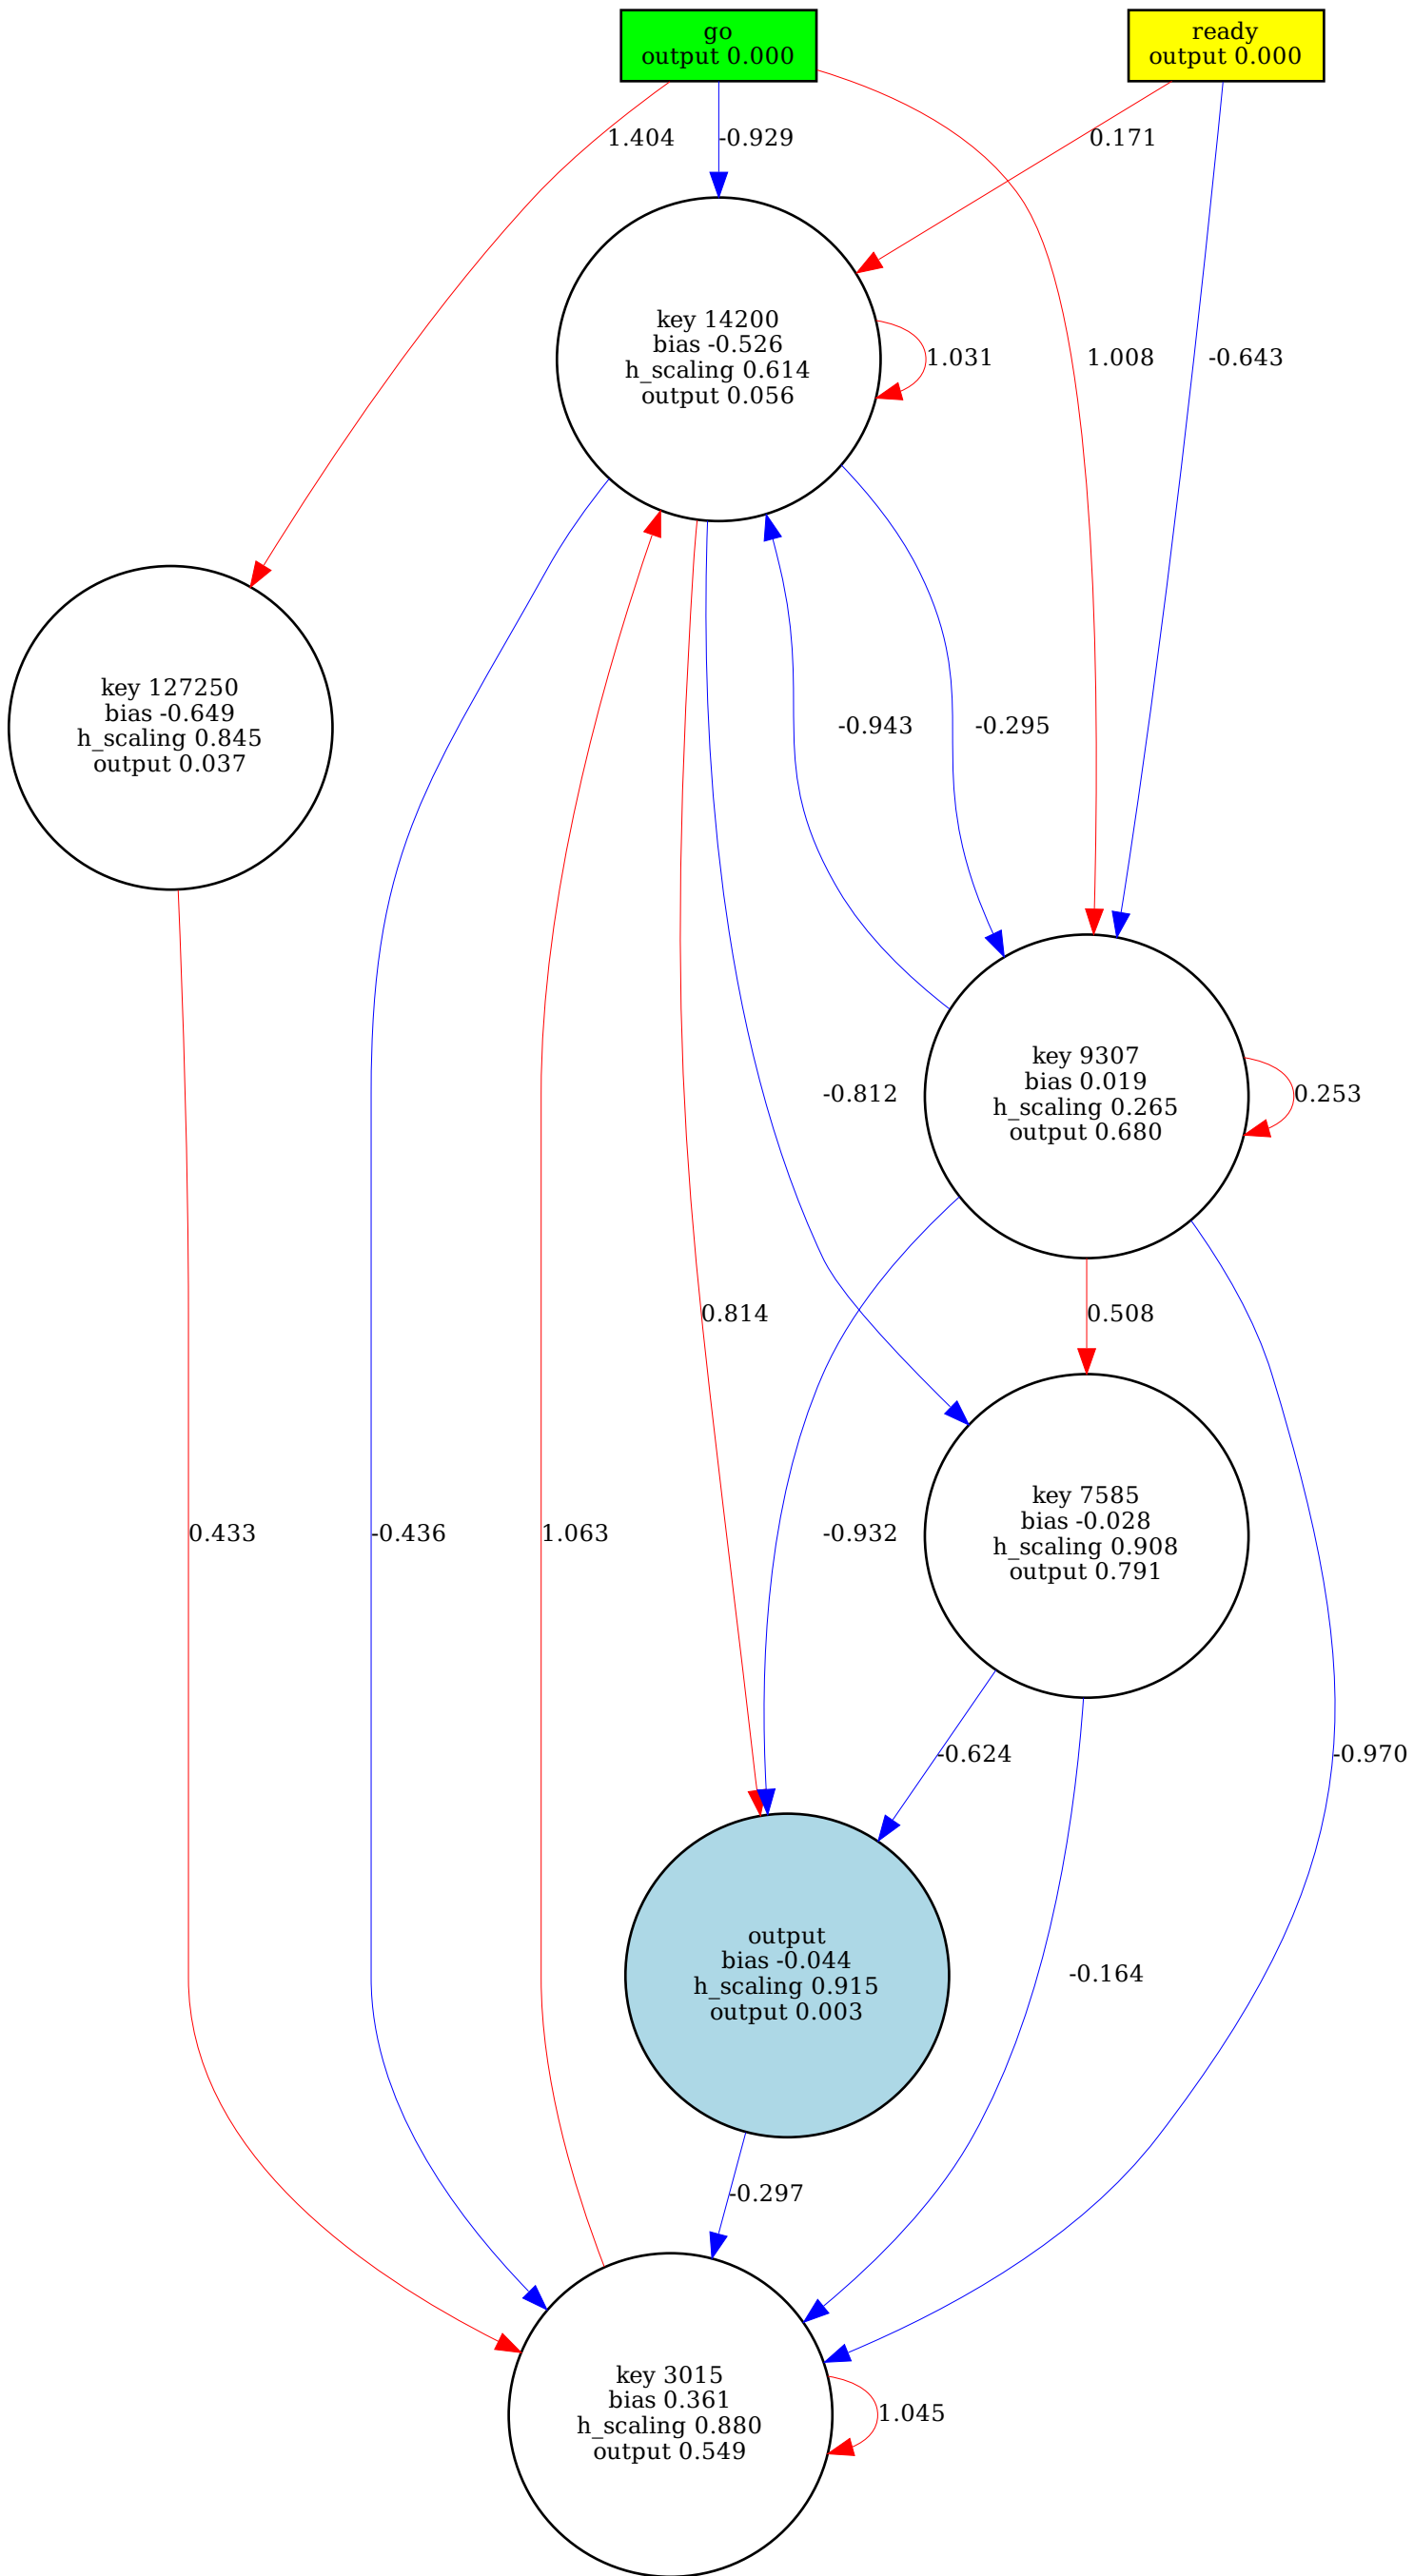 go
output 0.000
ready
output 0.000
1.404
-0.929
0.171
key 14200
bias -0.526
h_scaling 0.614
output 0.056
1.031
1.008
-0.643
key 127250
bias -0.649
h_scaling 0.845
output 0.037
-0.943
-0.295
key 9307
bias 0.019
h_scaling 0.265
output 0.680
-0.812
0.253
0.814
0.508
key 7585
bias -0.028
h_scaling 0.908
output 0.791
0.433
-0.436
1.063
-0.932
-0.624
-0.970
output
bias -0.044
h_scaling 0.915
output 0.003
-0.164
-0.297
key 3015
bias 0.361
h_scaling 0.880
output 0.549
1.045